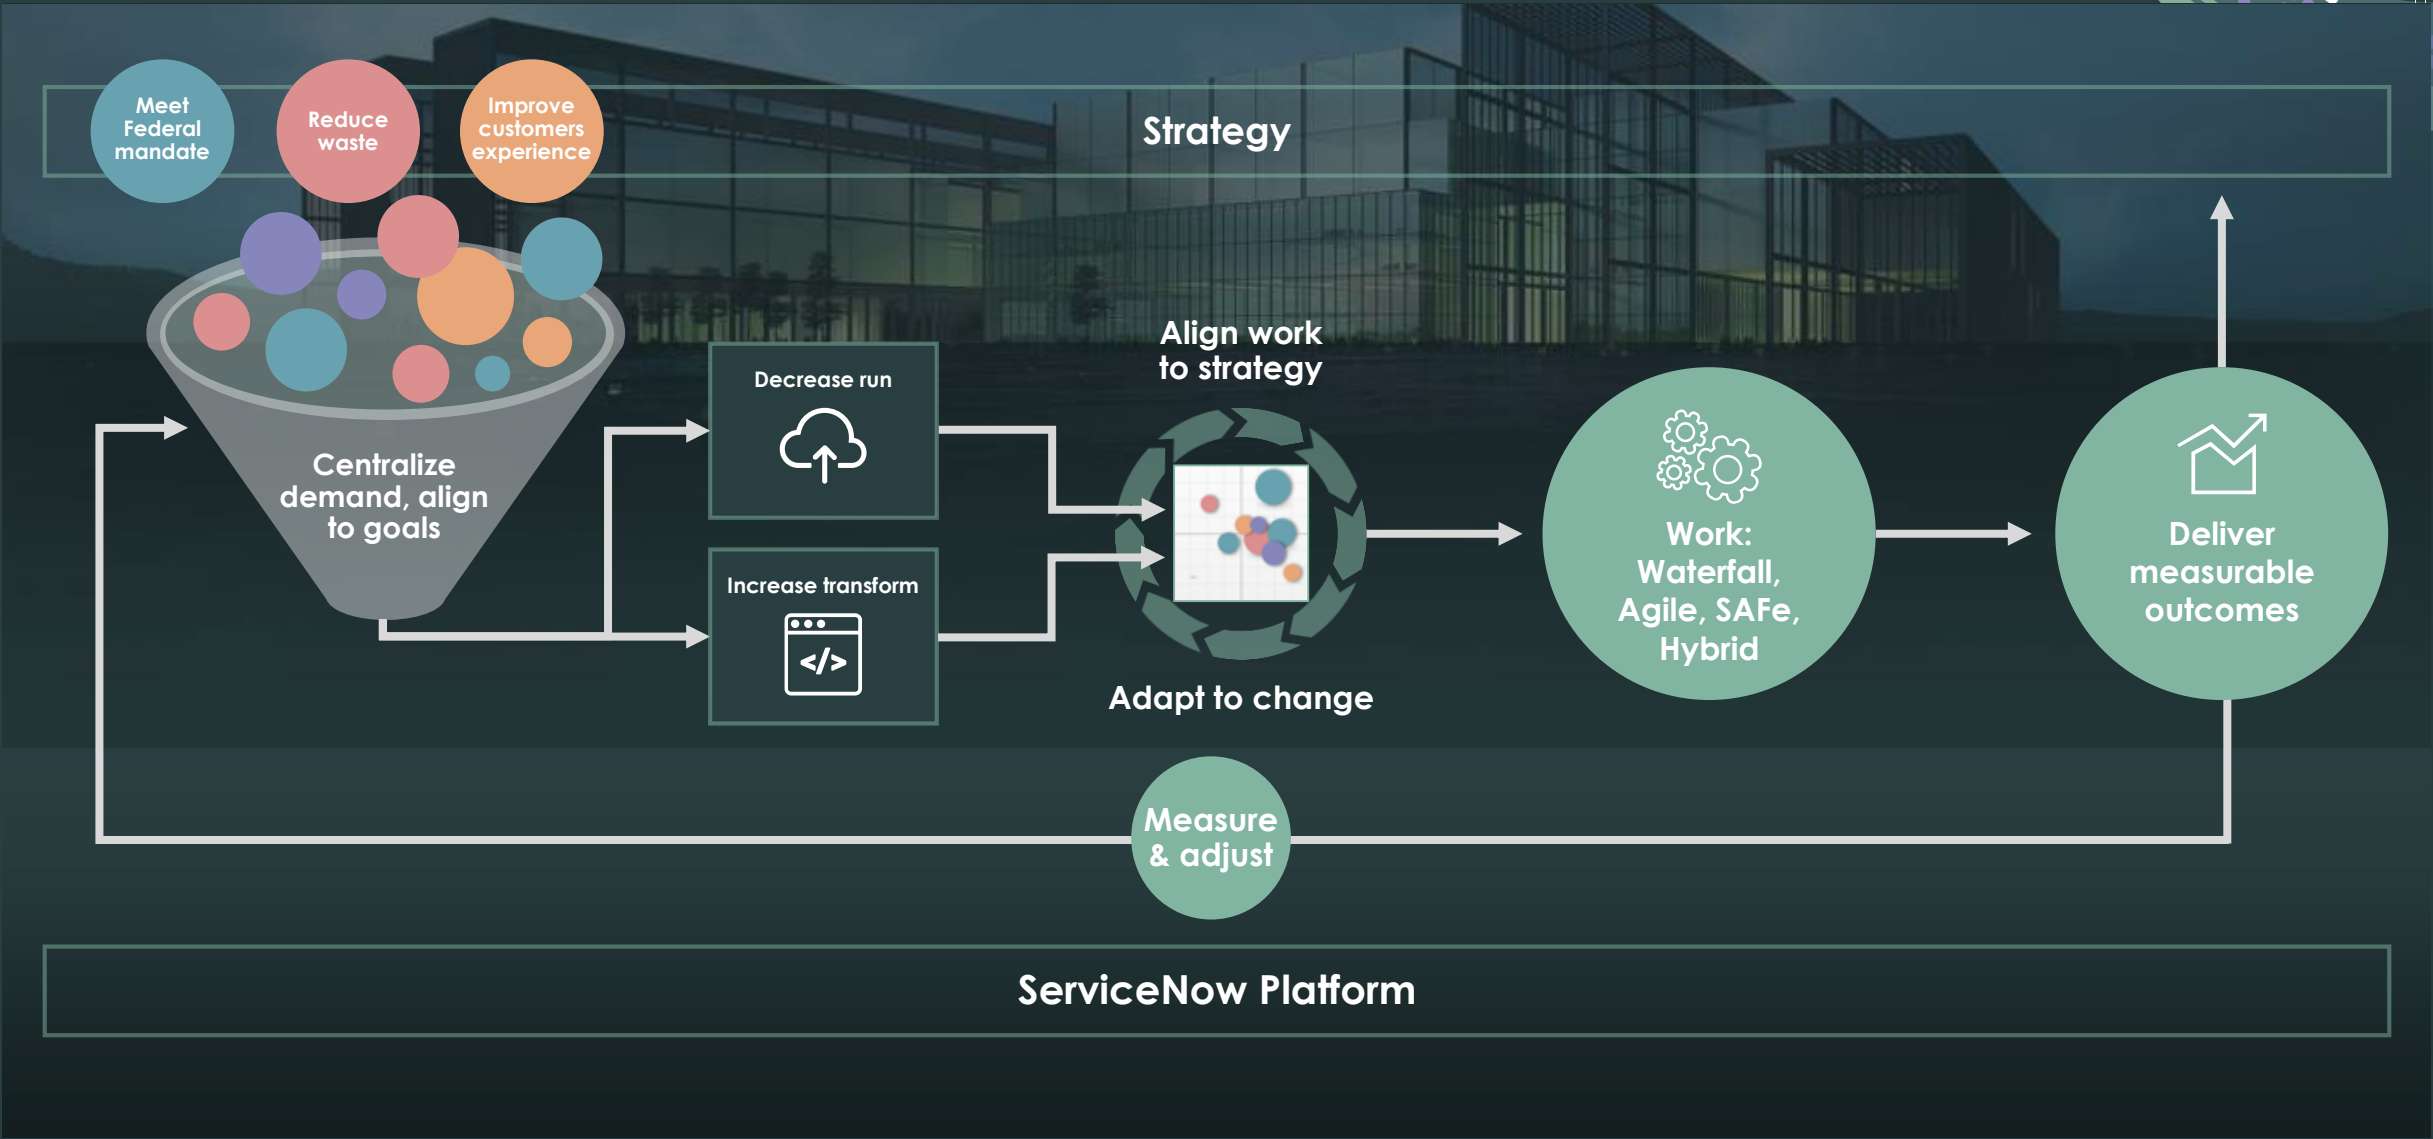 Meet
Federal
mandate
Reduce
waste
Improve
customers
experience
Strategy
Centralize
demand, align
to goals
Decrease run
Increase transform
</>
Align work
to strategy
Adapt to change
Work:
Waterfall,
Agile, SAFe,
Hybrid
Deliver
measurable
outcomes
Measure
& adjust
ServiceNow Platform